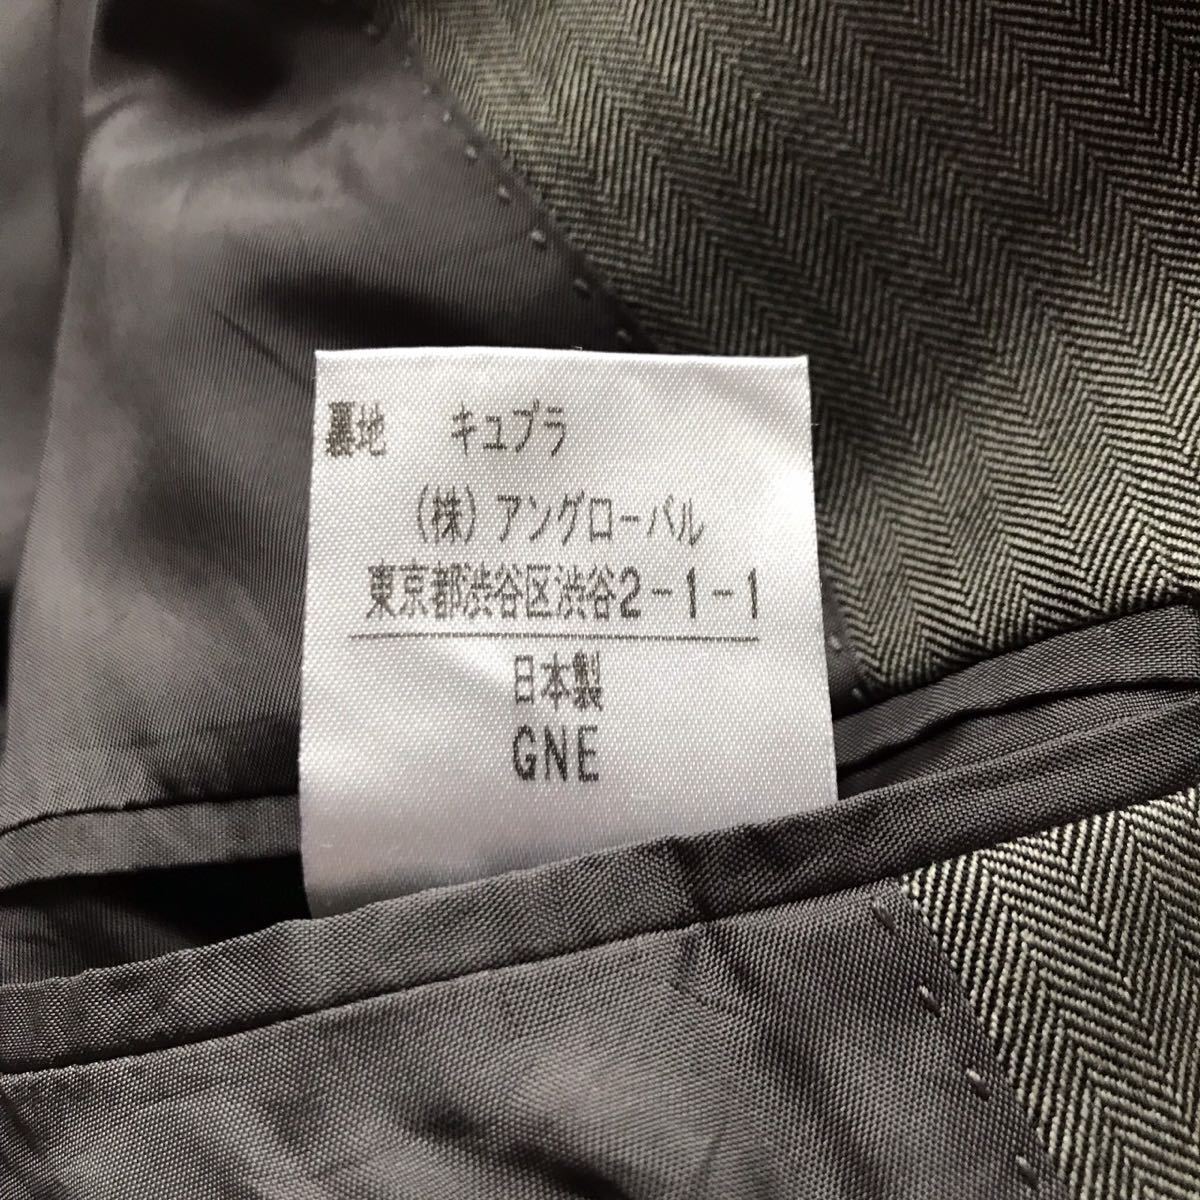 裏地　キュプラ
(株)アングローバル
東京都渋谷区渋谷2-1-1
日本製
GNE